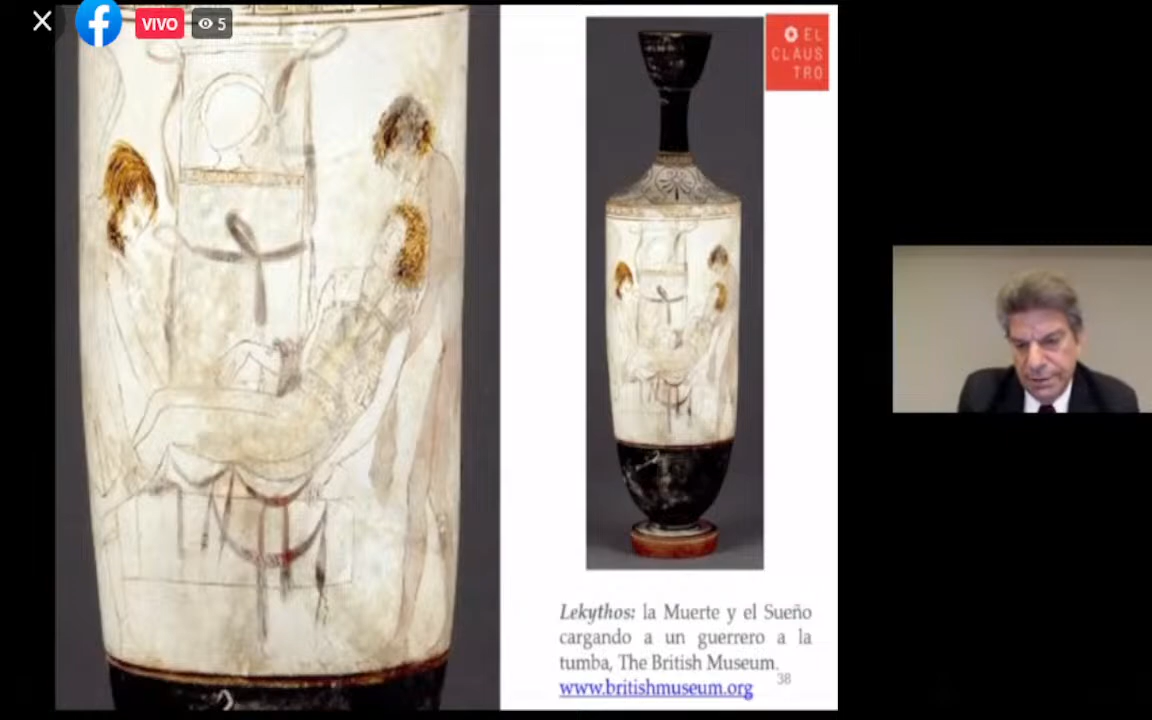 VIVO
5
EL
CLAUS
TRO
Lekythos: la Muerte y el Sueño
cargando a un guerrero a la
tumba, The British Museum.
www.britishmuseum.org
38